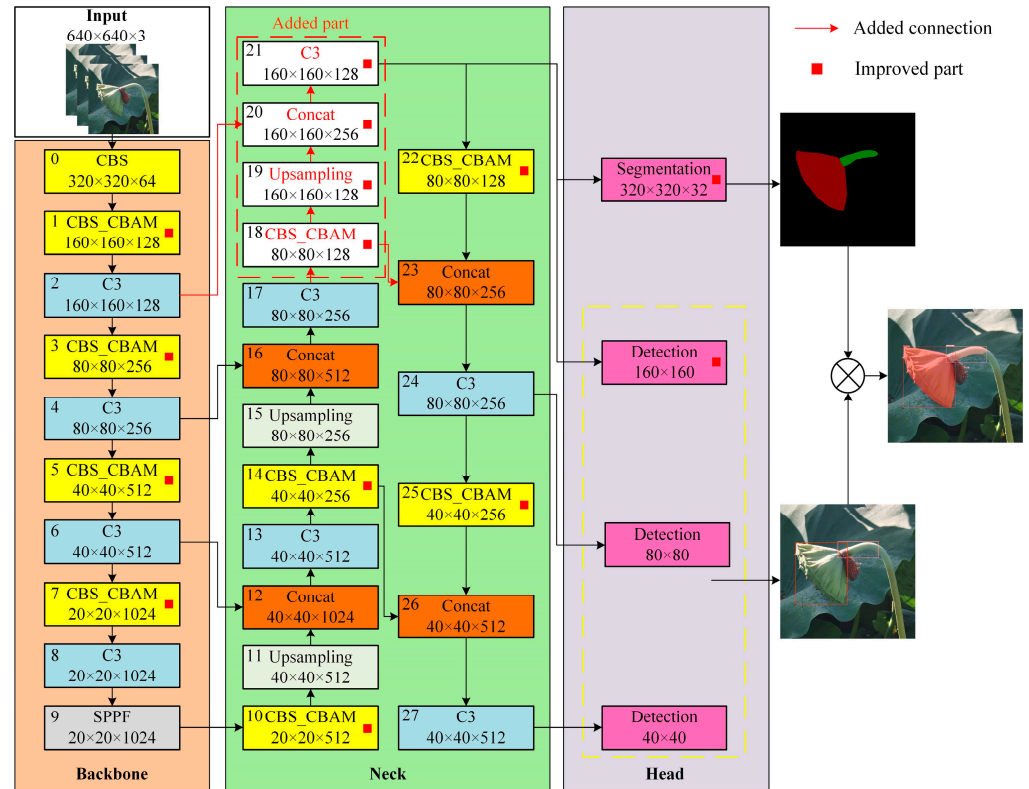 Input
640×640×3
0 CBS
320×320×64
1 CBS_CBAM
160×160×128
2 C3
160×160×128
3 CBS_CBAM
80×80×256
4 C3
80×80×256
5 CBS_CBAM
40×40×512
6 C3
40×40×512
7 CBS_CBAM
20×20×1024
8 C3
20×20×1024
9 SPPF
20×20×1024
Backbone
Added part
21 C3
160×160×128
20 Concat
160×160×256
19 Upsampling
160×160×128
18 CBS_CBAM
80×80×128
17 C3
80×80×256
16 Concat
80×80×512
15 Upsampling
80×80×256
14 CBS_CBAM
40×40×256
13 C3
40×40×512
12 Concat
40×40×1024
11 Upsampling
40×40×512
10 CBS_CBAM
20×20×512
22 CBS_CBAM
80×80×128
23 Concat
80×80×256
24 C3
80×80×256
25 CBS_CBAM
40×40×256
26 Concat
40×40×512
27 C3
40×40×512
Neck
Segmentation
320×320×32
Detection
160×160
Detection
80×80
Detection
40×40
Head
Added connection
Improved part